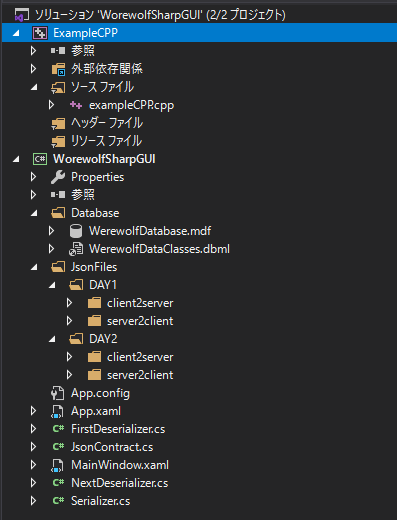 ソリューション 'WorewolfSharpGUI' (2/2 プロジェクト)
ExampleCPP
参照
外部依存関係
ソース ファイル
exampleCPP.cpp
ヘッダー ファイル
リソース ファイル
C# WorewolfSharpGUI
Properties
参照
Database
WerewolfDatabase.mdf
WerewolfDataClasses.dbml
JsonFiles
DAY1
client2server
server2client
DAY2
client2server
server2client
App.config
App.xaml
C# FirstDeserializer.cs
C# JsonContract.cs
MainWindow.xaml
C# NextDeserializer.cs
C# Serializer.cs